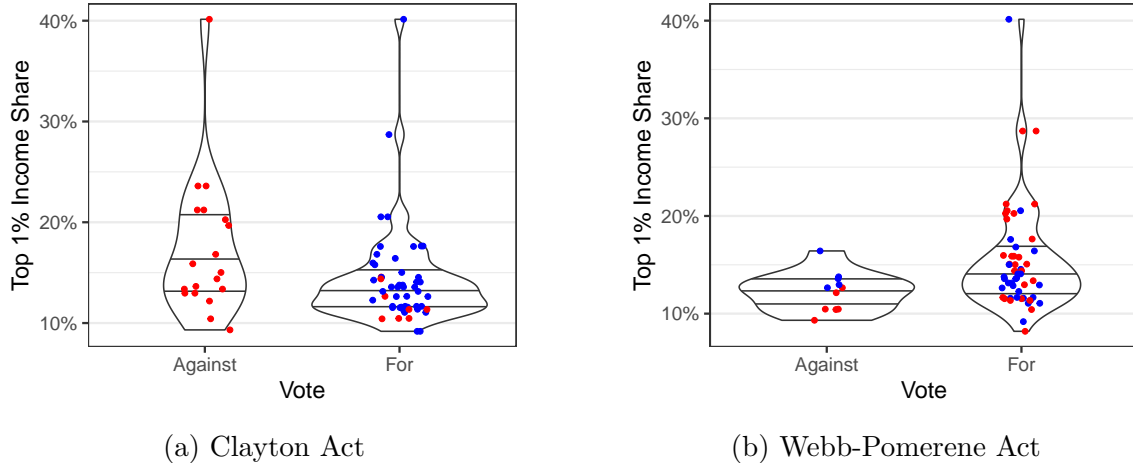 40%
30%
20%
10%
Top 1% Income Share
Against
For
Vote
(a) Clayton Act
40%
30%
20%
10%
Top 1% Income Share
Against
For
Vote
(b) Webb-Pomerene Act